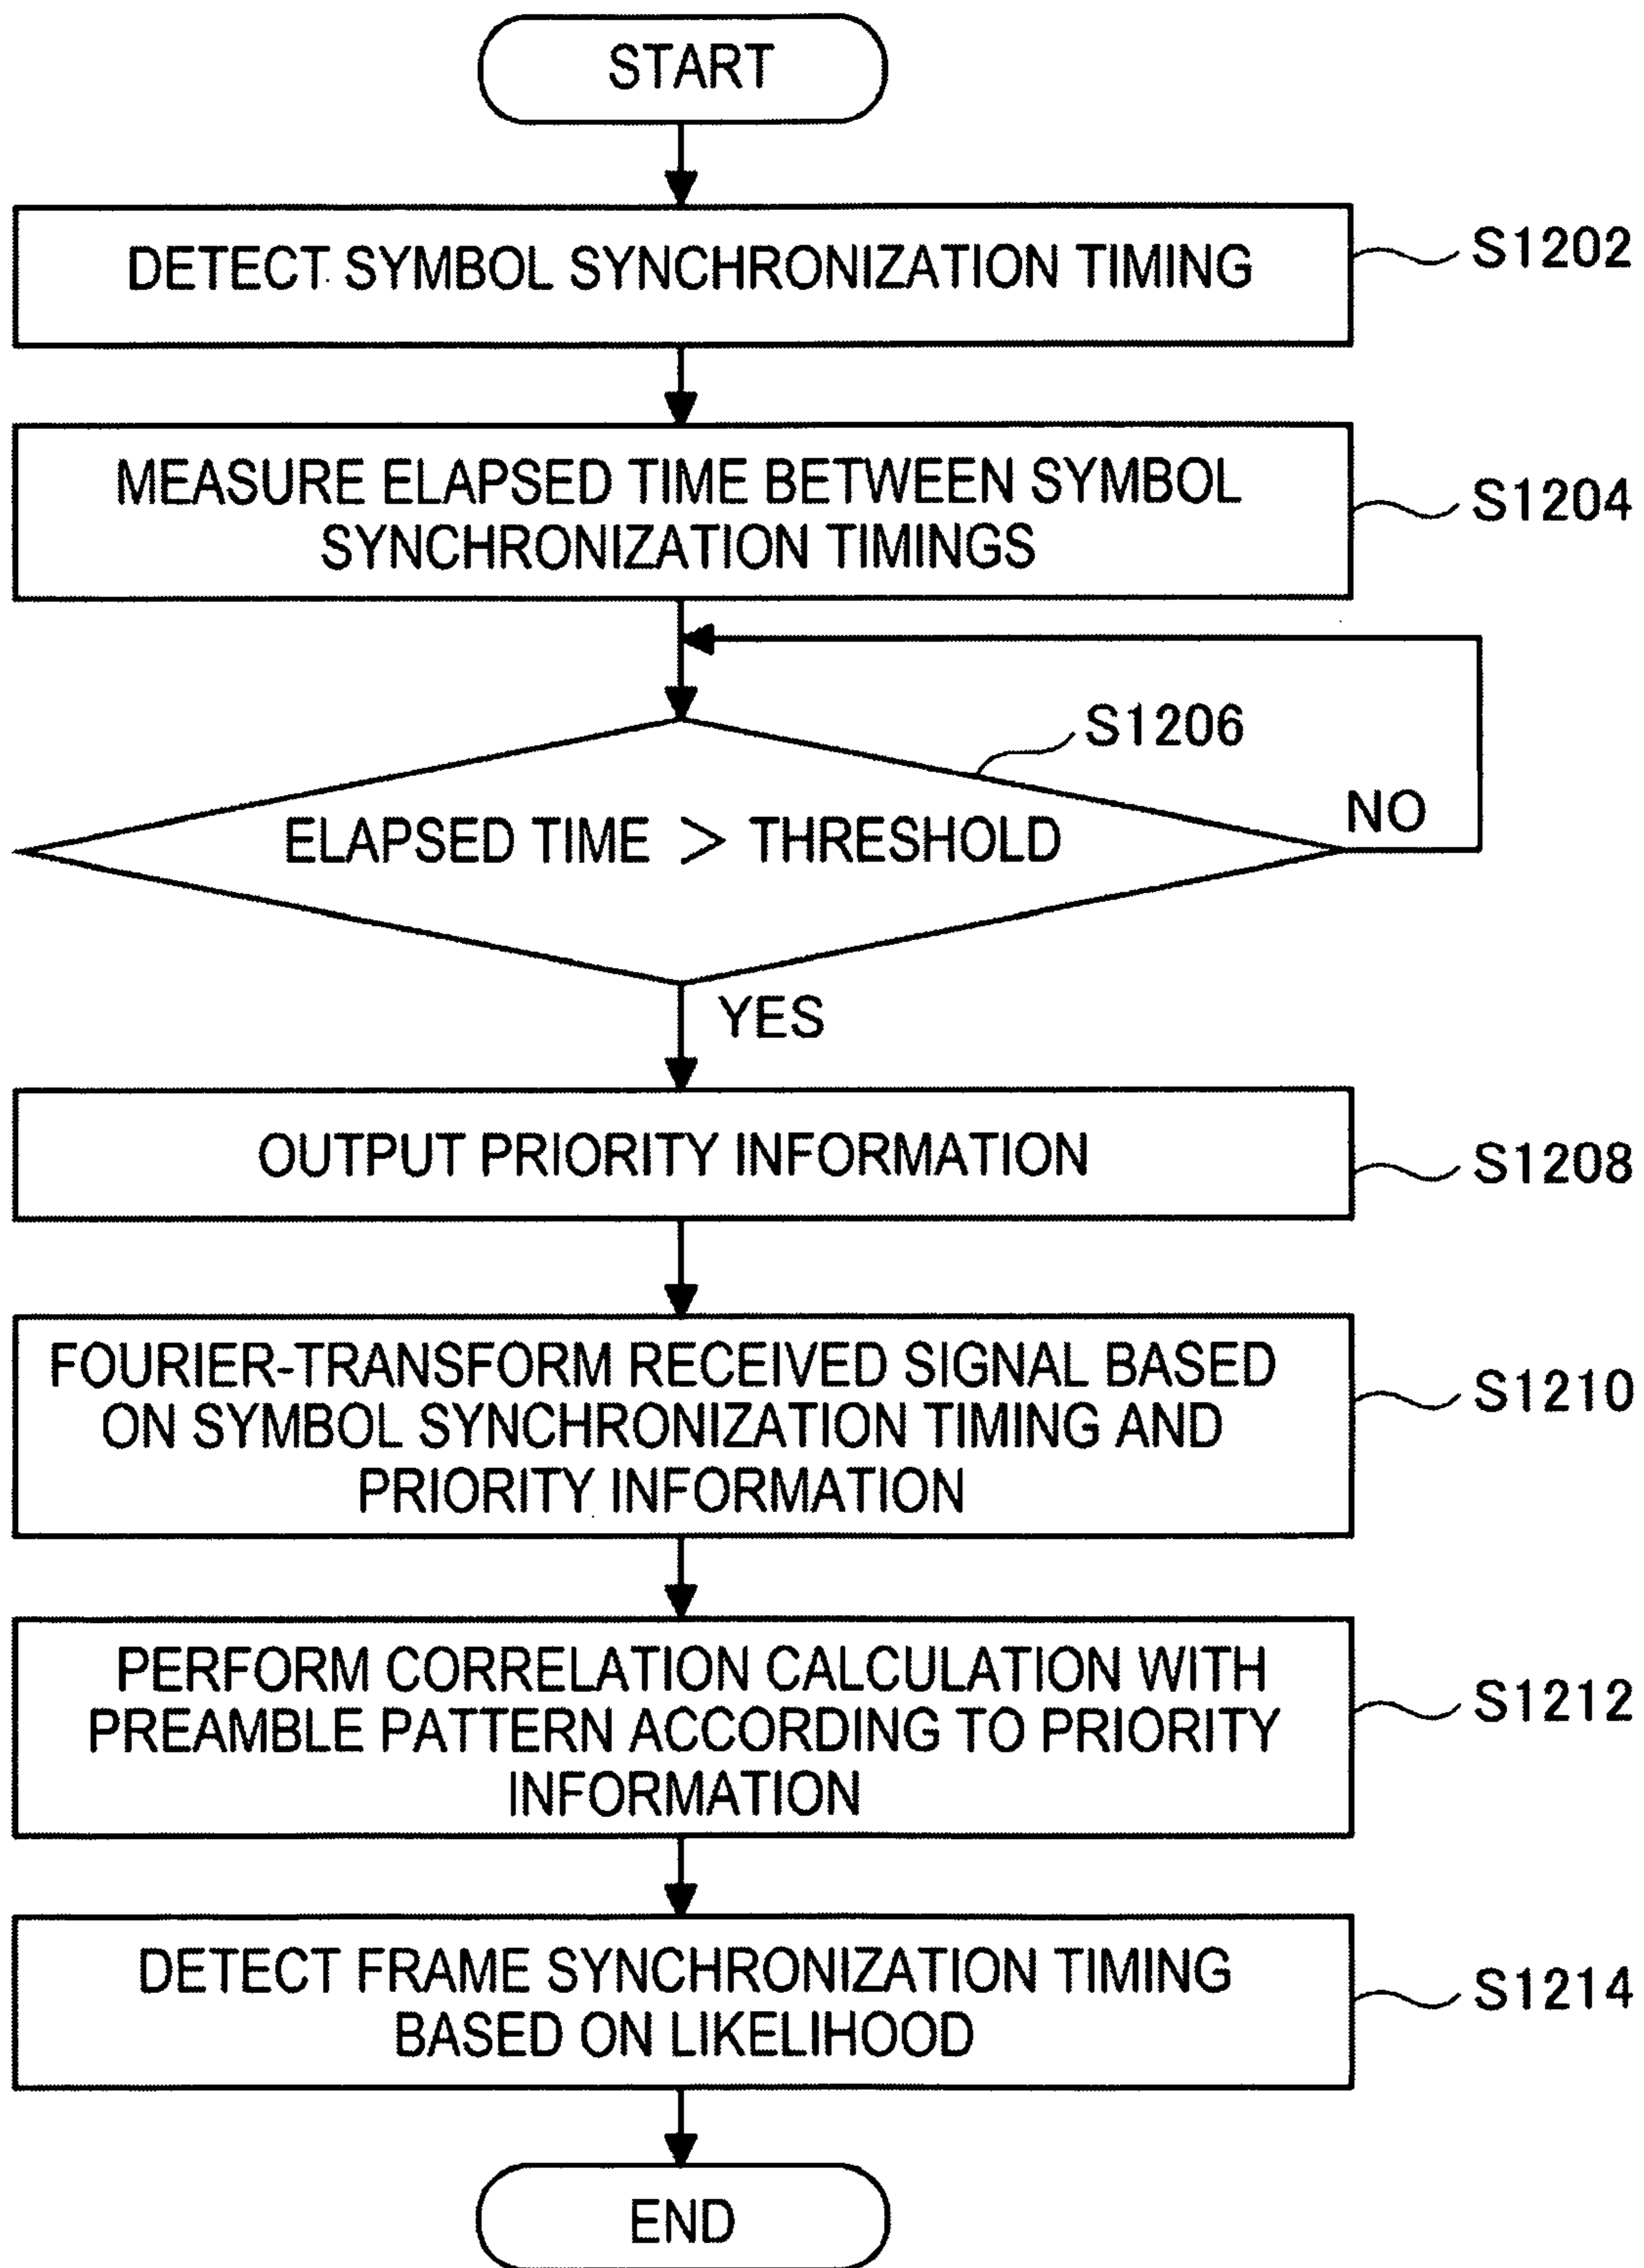 START
DETECT SYMBOL SYNCHRONIZATION TIMING
S1202
MEASURE ELAPSED TIME BETWEEN SYMBOL
SYNCHRONIZATION TIMINGS
S1204
S1206
ELAPSED TIME > THRESHOLD
NO
YES
OUTPUT PRIORITY INFORMATION
S1208
FOURIER-TRANSFORM RECEIVED SIGNAL BASED
ON SYMBOL SYNCHRONIZATION TIMING AND
PRIORITY INFORMATION
S1210
PERFORM CORRELATION CALCULATION WITH
PREAMBLE PATTERN ACCORDING TO PRIORITY
INFORMATION
S1212
DETECT FRAME SYNCHRONIZATION TIMING
BASED ON LIKELIHOOD
S1214
END